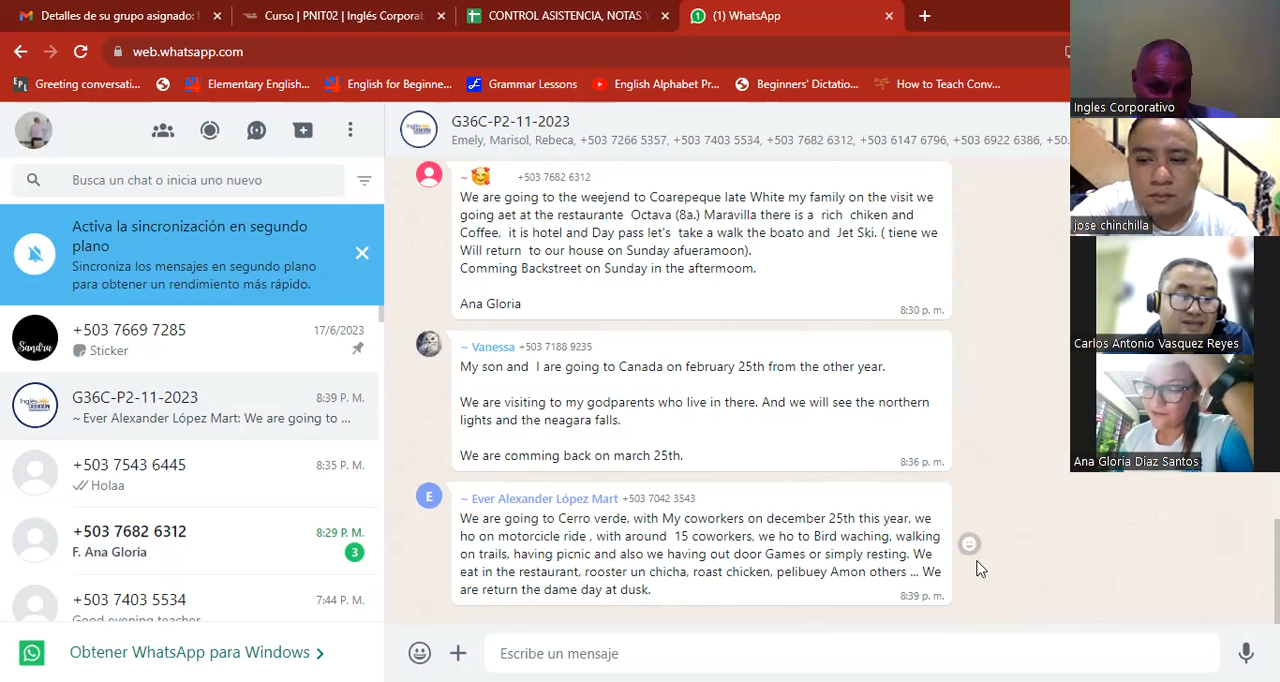 Detalles de su grupo asignado:
Curso | PNIT02 | Inglés Corporat
CONTROL ASISTENCIA, NOTAS Y
(1) WhatsApp
web.whatsapp.com
Greeting conversati...
Elementary English...
English for Beginne...
Grammar Lessons
English Alphabet Pr...
Beginners' Dictatio...
How to Teach Conv...
Busca un chat o inicia uno nuevo
Activa la sincronización en segundo
plano
Sincroniza los mensajes en segundo plano
para obtener un rendimiento más rápido.
+503 7669 7285
17/6/2023
Sandra
Sticker
G36C-P2-11-2023
8:39 P. M.
~ Ever Alexander López Mart: We are going to ...
+503 7543 6445
8:35 P. M.
Holaa
+503 7682 6312
8:29 P. M.
F. Ana Gloria
3
+503 7403 5534
7:44 P. M.
Good evening teacher
Obtener WhatsApp para Windows
G36C-P2-11-2023
Emely, Marisol, Rebeca, +503 7266 5357, +503 7403 5534, +503 7682 6312, +503 6147 6796, +503 6922 6386, +50...
~ 🥰 +503 7682 6312
We are going to the weejend to Coarepeque late White my family on the visit we
going aet at the restaurante Octava (8a.) Maravilla there is a rich chiken and
Coffee, it is hotel and Day pass let's take a walk the boato and Jet Ski. ( tiene we
Will return to our house on Sunday afueramoon).
Comming Backstreet on Sunday in the aftermoom.
Ana Gloria
8:30 p. m.
~ Vanessa +503 7188 9235
My son and I are going to Canada on february 25th from the other year.
We are visiting to my godparents who live in there. And we will see the northern
lights and the neagara falls.
We are comming back on march 25th.
8:36 p. m.
E
~ Ever Alexander López Mart +503 7042 3543
We are going to Cerro verde, with My coworkers on december 25th this year, we
ho on motorcicle ride , with around 15 coworkers, we ho to Bird waching, walking
on trails, having picnic and also we having out door Games or simply resting. We
eat in the restaurant, rooster un chicha, roast chicken, pelibuey Amon others ... We
are return the dame day at dusk.
8:39 p. m.
Escribe un mensaje
Ingles Corporativo
jose chinchilla
Carlos Antonio Vasquez Reyes
Ana Gloria Diaz Santos